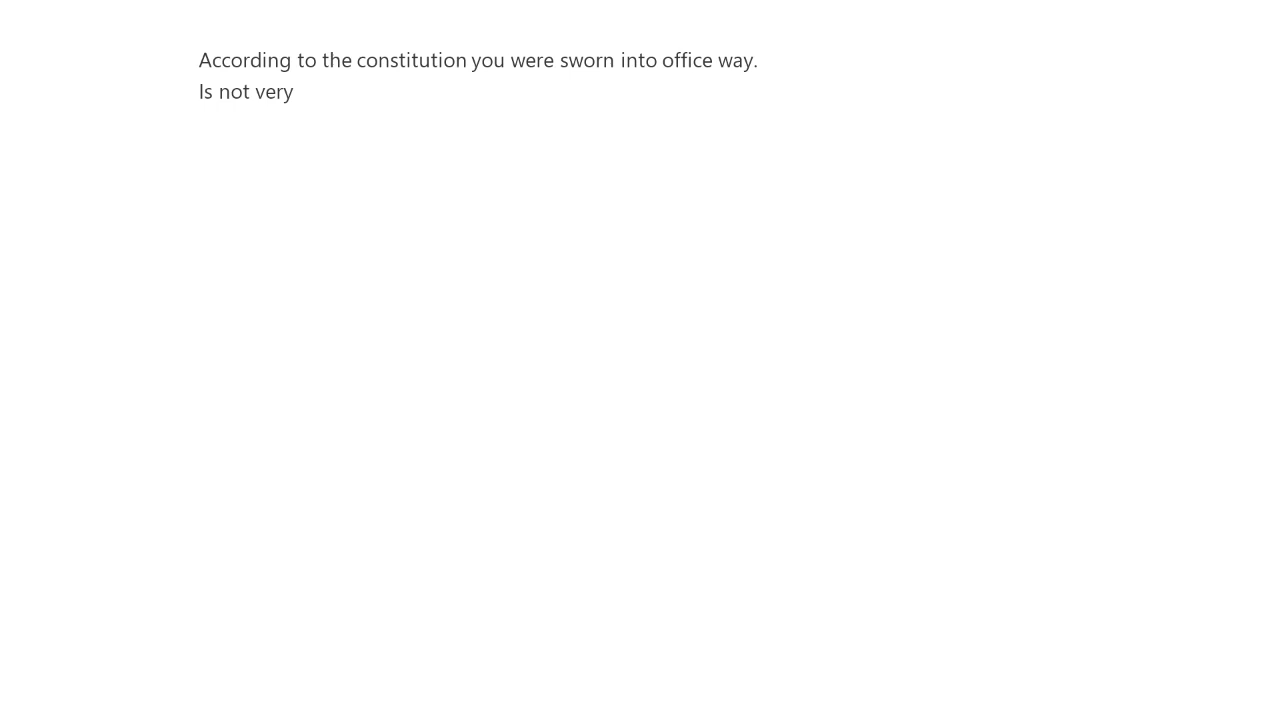 According to the constitution you were sworn into office way.
Is not very